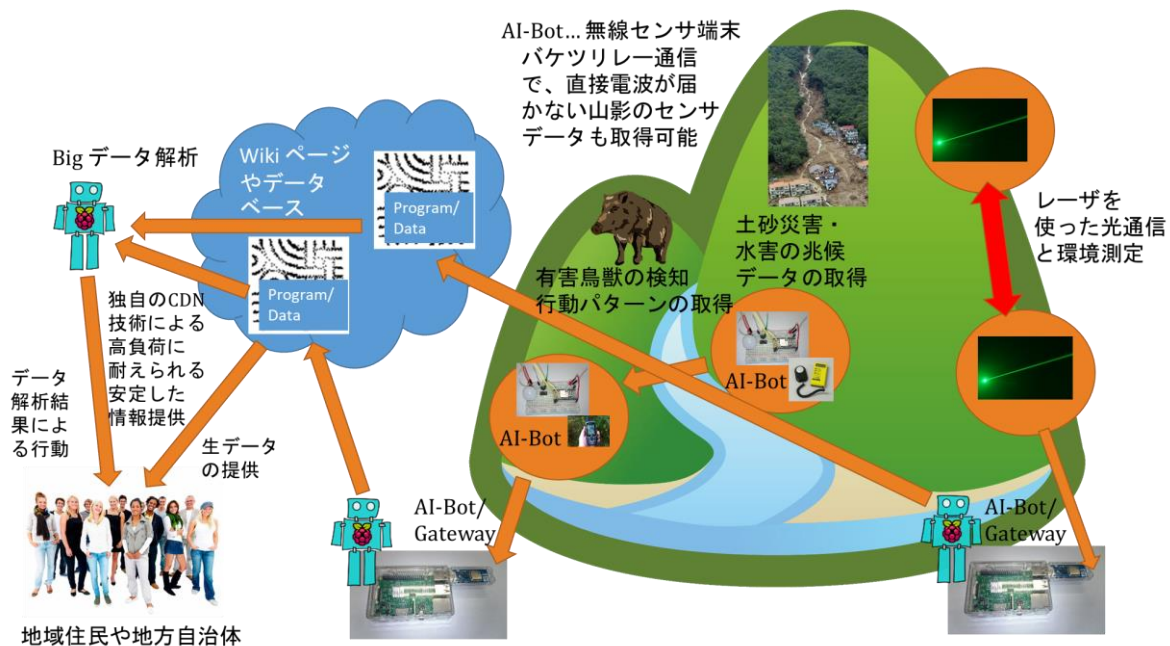 AI-Bot… 無線センサ端末
バケツリレー通信
で、直接電波が届
かない山影のセンサ
データも取得可能
Big データ解析
Wiki ページ
やデータ
ベース
Program/
Data
Program/
Data
レーザを
使った光通信
と環境測定
土砂災害・
水害の兆候
データの取得
有害鳥獣の検知
行動パターンの取得
独自のCDN
技術による
高負荷に
耐えられる
安定した
情報提供
データ
解析結
果によ
る行動
生データ
の提供
AI-Bot
AI-Bot
AI-Bot/
Gateway
AI-Bot/
Gateway
地域住民や地方自治体